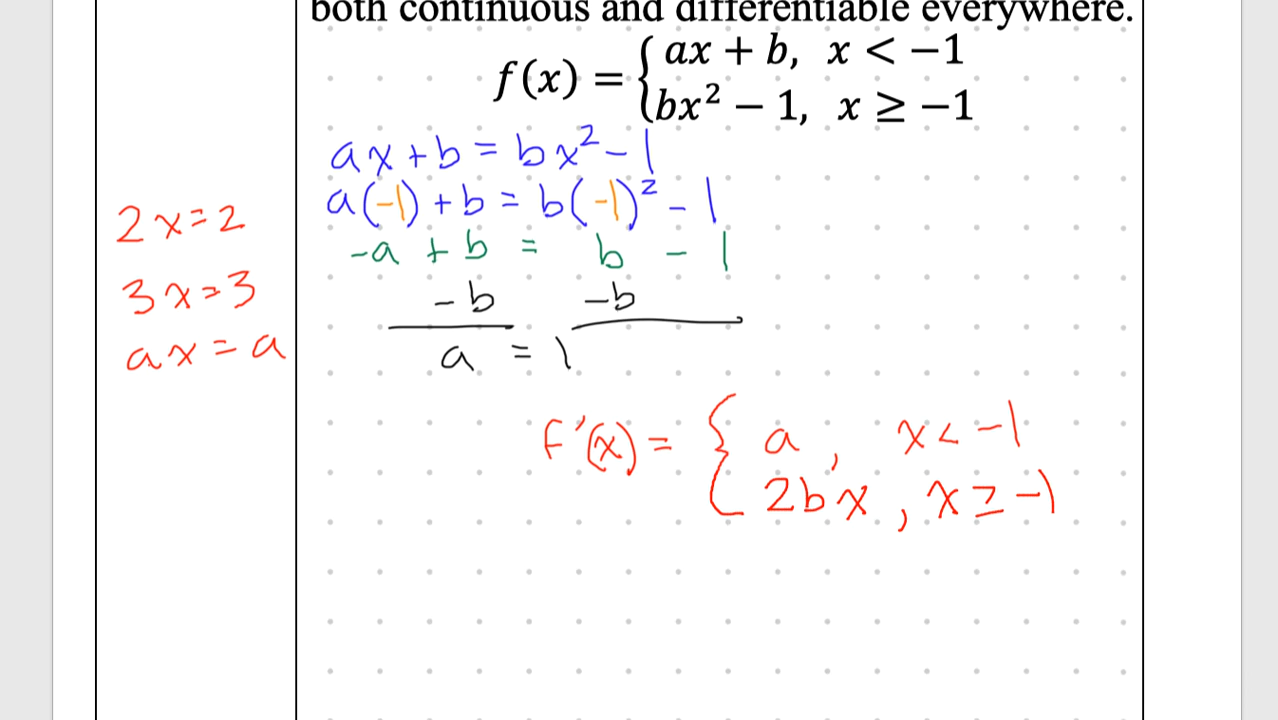 both continuous and differentiable everywhere.
f(x) = { ax + b, x < −1
bx² − 1, x ≥ −1
ax + b = bx² − 1
a(−1) + b = b(−1)² − 1
2x = 2
−a + b = b − 1
3x = 3
− b −b
ax = a
a = 1
f'(x) = { a, x < −1
2bx, x ≥ −1